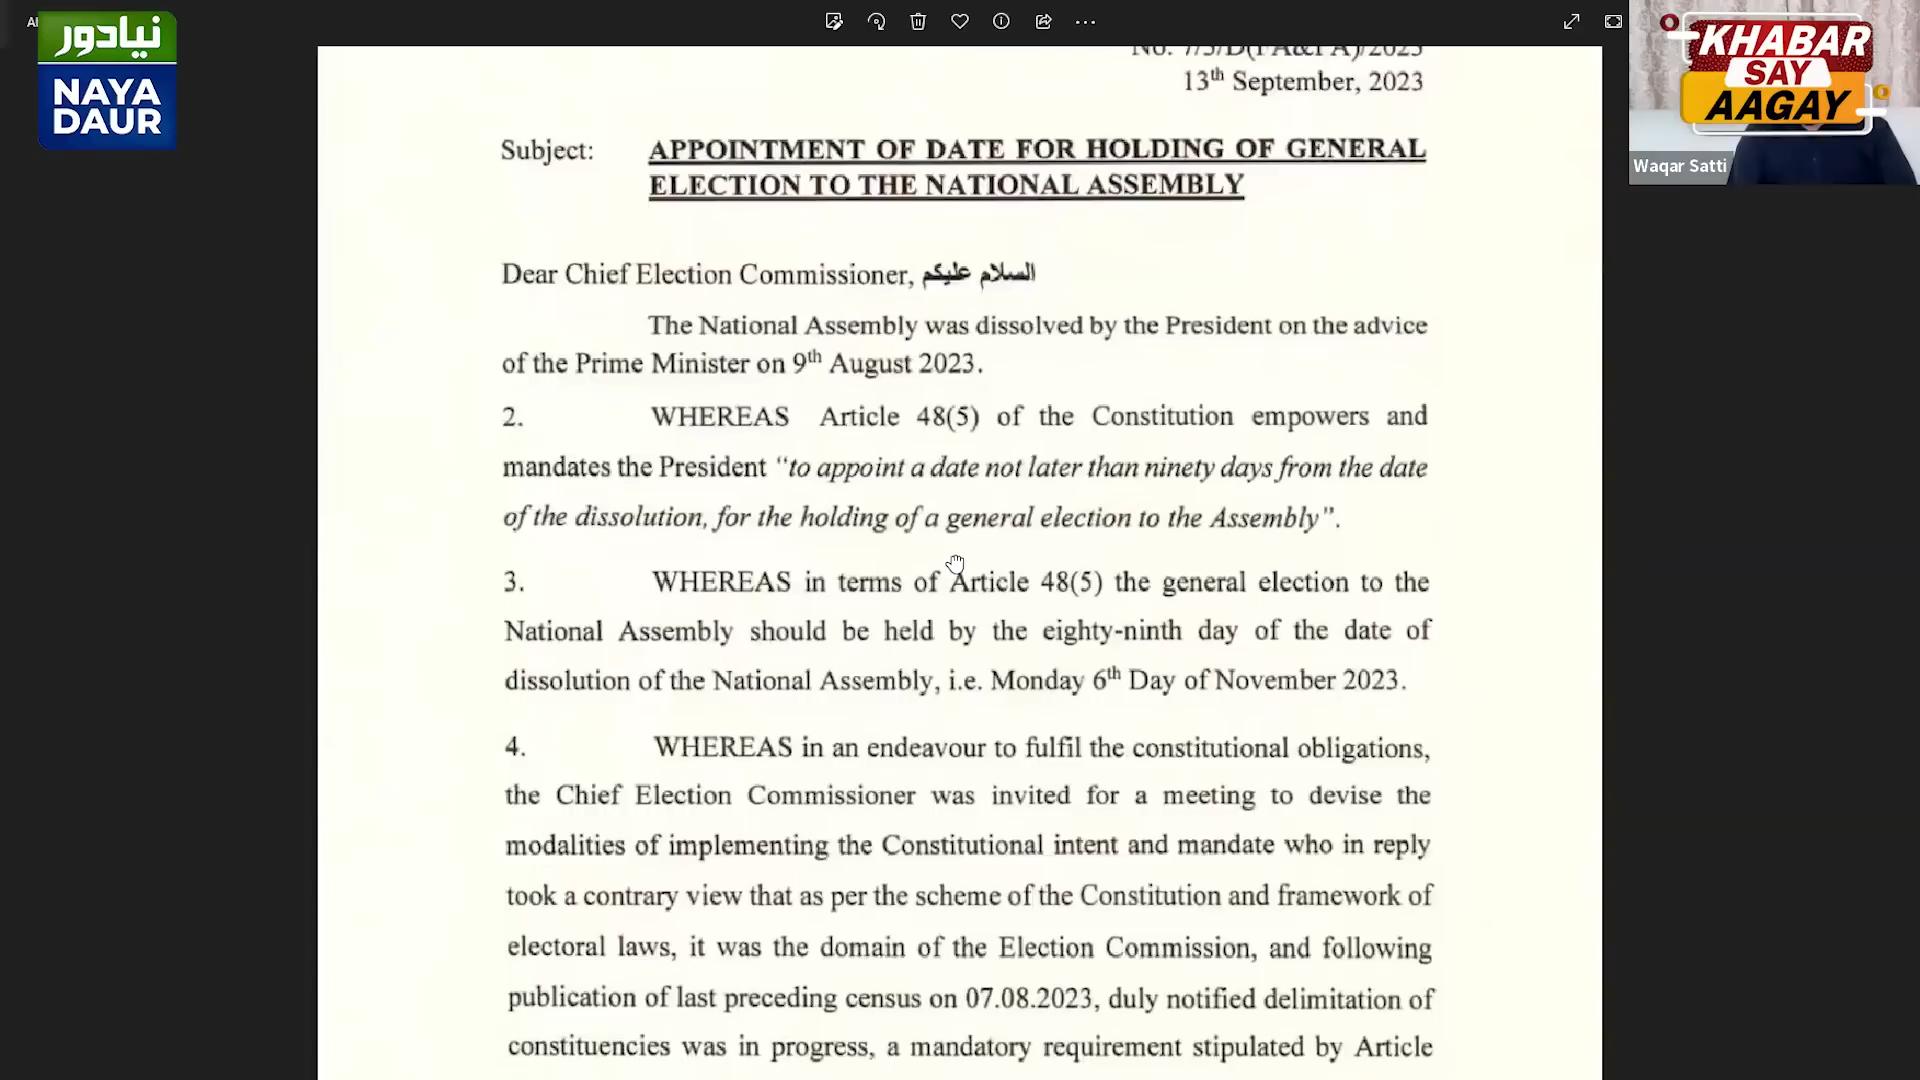 نیادور
NAYA
DAUR
KHABAR
SAY
AAGAY
Waqar Satti
13th September, 2023
Subject: APPOINTMENT OF DATE FOR HOLDING OF GENERAL
ELECTION TO THE NATIONAL ASSEMBLY
Dear Chief Election Commissioner, السلام علیکم
The National Assembly was dissolved by the President on the advice
of the Prime Minister on 9th August 2023.
2. WHEREAS Article 48(5) of the Constitution empowers and
mandates the President "to appoint a date not later than ninety days from the date
of the dissolution, for the holding of a general election to the Assembly".
3. WHEREAS in terms of Article 48(5) the general election to the
National Assembly should be held by the eighty-ninth day of the date of
dissolution of the National Assembly, i.e. Monday 6th Day of November 2023.
4. WHEREAS in an endeavour to fulfil the constitutional obligations,
the Chief Election Commissioner was invited for a meeting to devise the
modalities of implementing the Constitutional intent and mandate who in reply
took a contrary view that as per the scheme of the Constitution and framework of
electoral laws, it was the domain of the Election Commission, and following
publication of last preceding census on 07.08.2023, duly notified delimitation of
constituencies was in progress, a mandatory requirement stipulated by Article